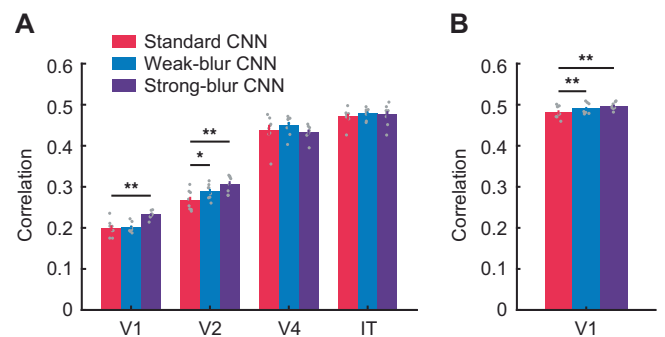 A
B
Standard CNN
Weak-blur CNN
Strong-blur CNN
Correlation
0.6
0.5
0.4
0.3
0.2
0.1
0
**
**
*
V1
V2
V4
IT
Correlation
0.6
0.5
0.4
0.3
0.2
0.1
0
**
**
V1